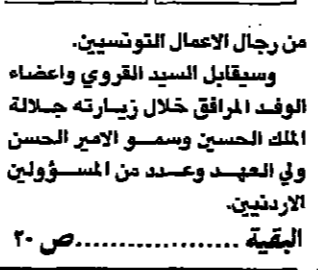 من رجال الاعمال التونسيين.
وسيقابل السيد القروي واعضاء
الوفد المرافق خلال زيارته جلالة
الملك الحسين وسمو الامير الحسن
ولي العهد وعدد من المسؤولين
الاردنيين.
البقية ...................ص ٢٠